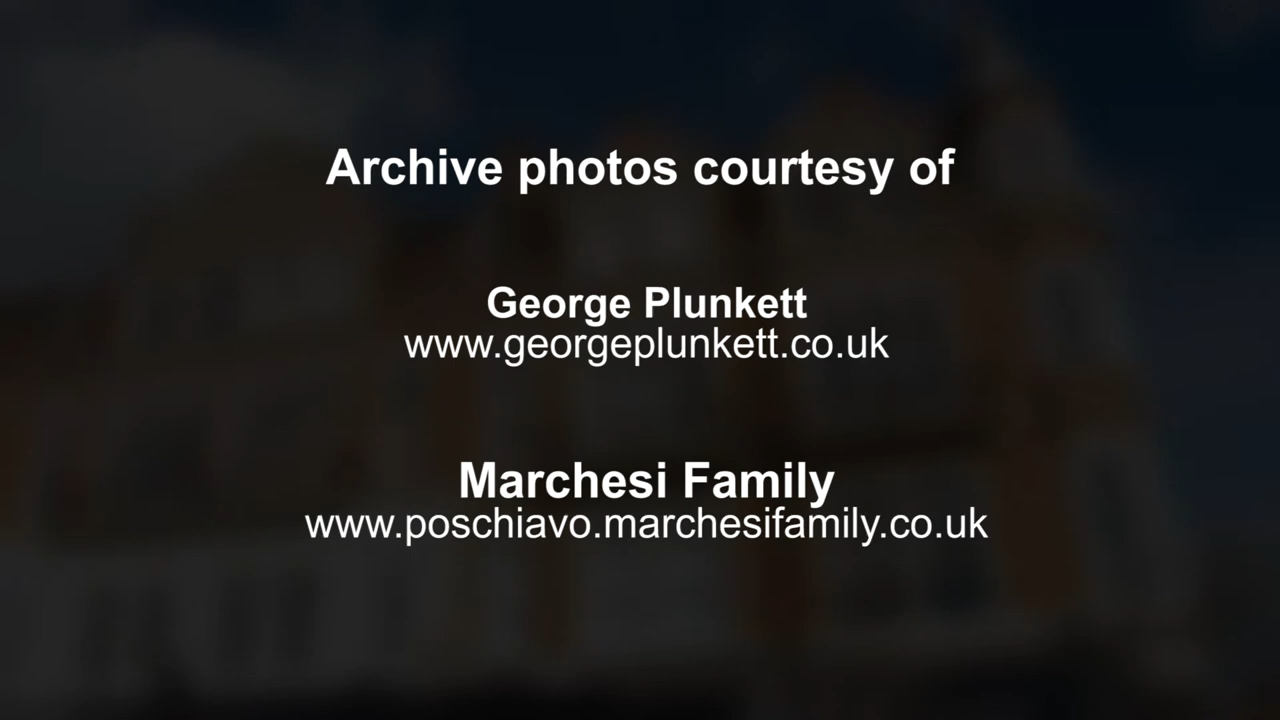 Archive photos courtesy of
George Plunkett
www.georgeplunkett.co.uk
Marchesi Family
www.poschiavo.marchesifamily.co.uk